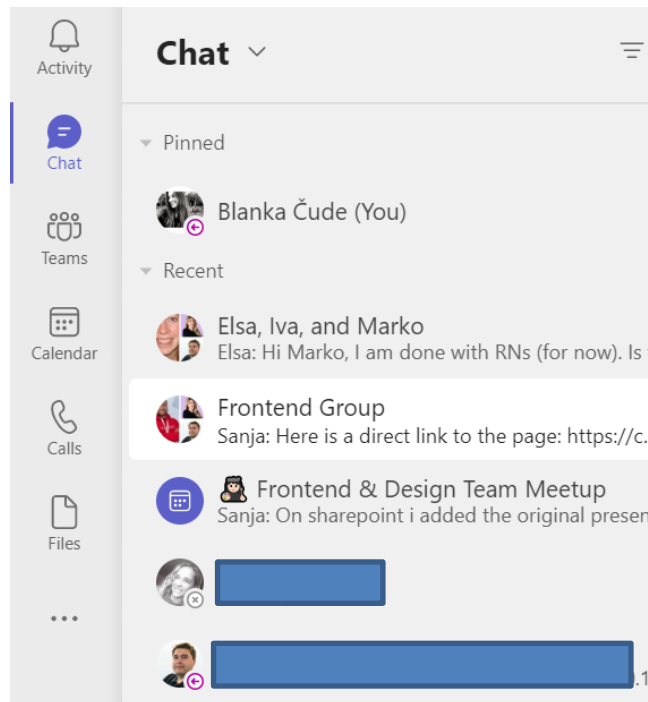 Activity
Chat
Teams
Calendar
Calls
Files
Chat
Pinned
Blanka Čude (You)
Recent
Elsa, Iva, and Marko
Elsa: Hi Marko, I am done with RNs (for now). Is
Frontend Group
Sanja: Here is a direct link to the page: https://c.
Frontend & Design Team Meetup
Sanja: On sharepoint i added the original presen